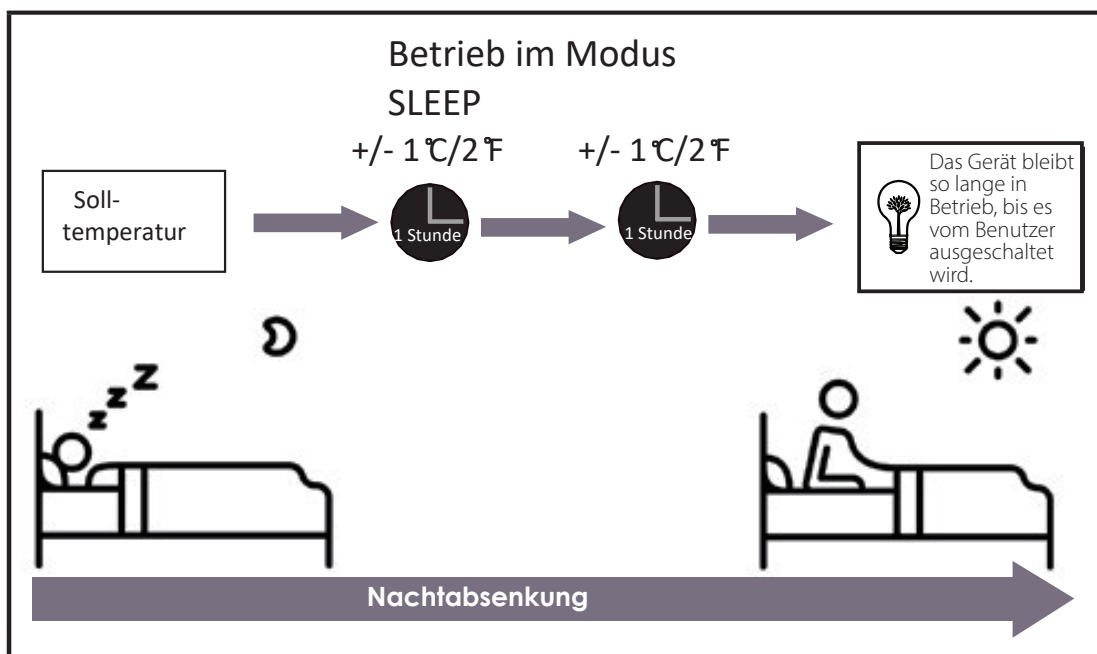 Betrieb im Modus
SLEEP
+/- 1℃/2℉
+/- 1℃/2℉
Soll-
temperatur
1 Stunde
1 Stunde
Das Gerät bleibt
so lange in
Betrieb, bis es
vom Benutzer
ausgeschaltet
wird.
z z Z
Nachtabsenkung